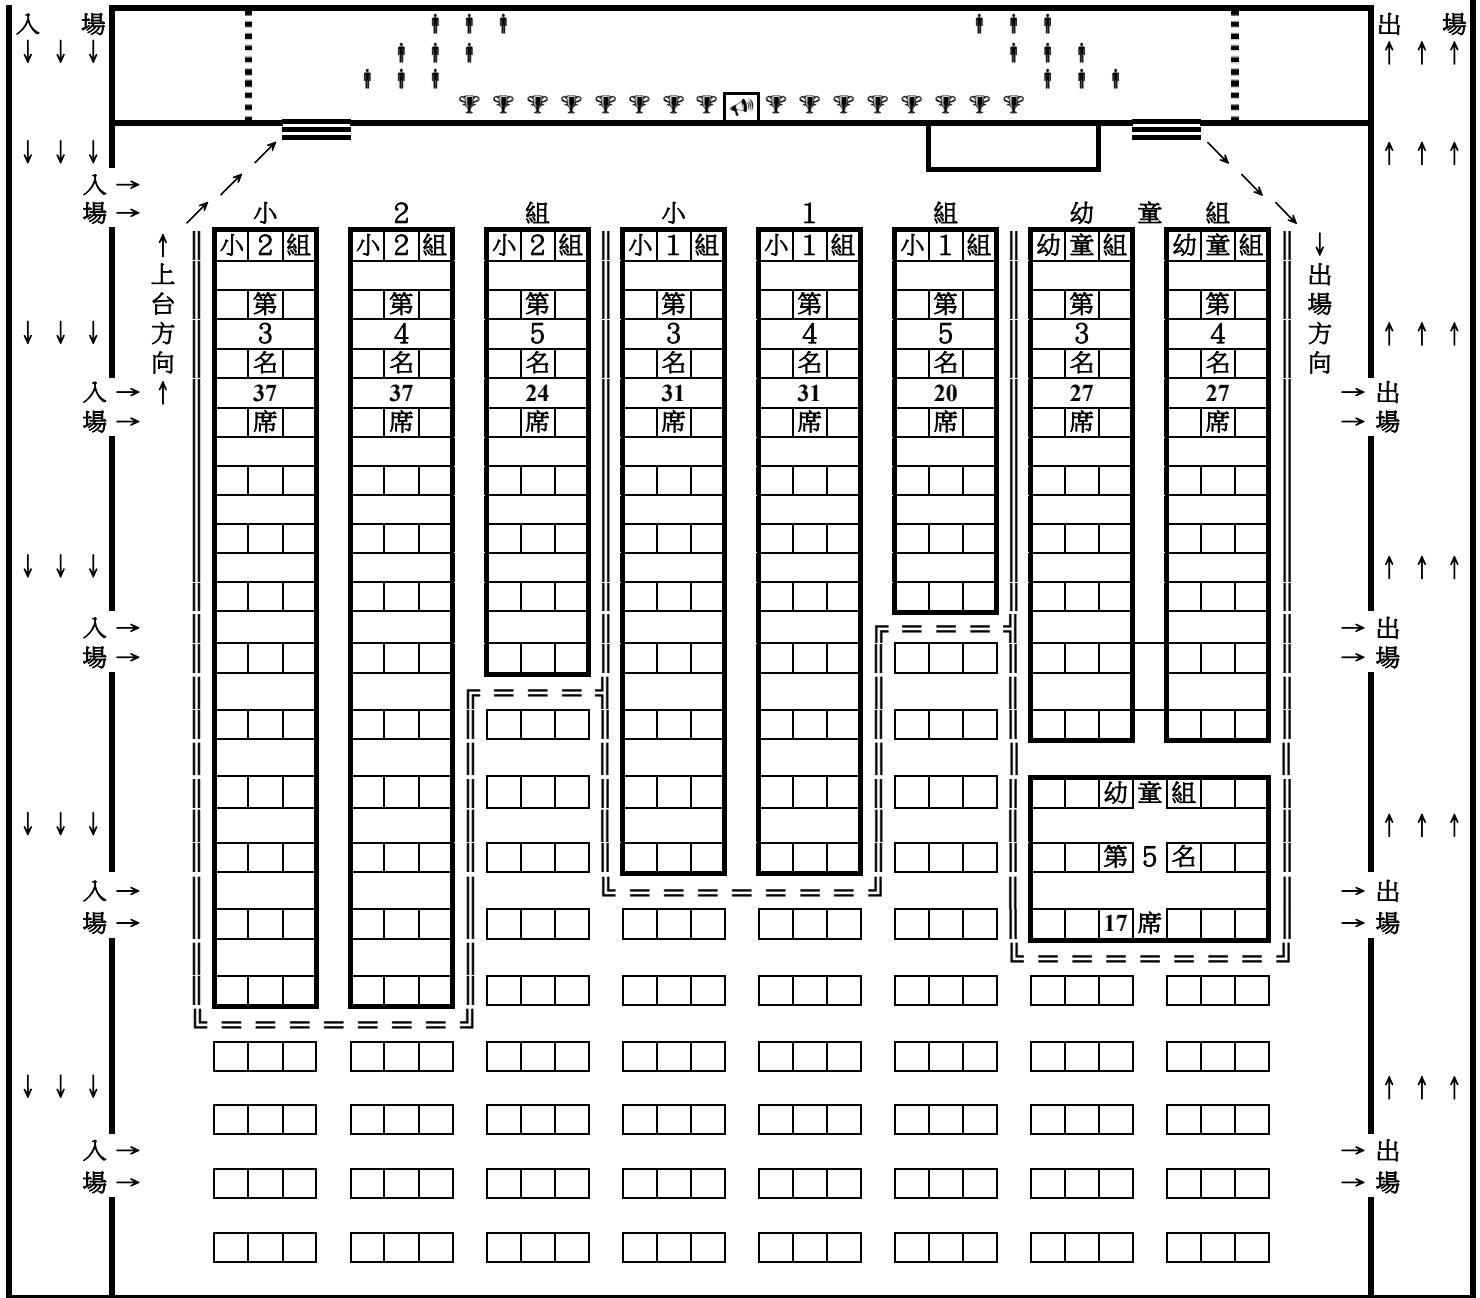 入 場
出 場
入 →
場 →
小 2 組 小 1 組 幼 童 組
小 2 組 小 2 組 小 2 組 小 1 組 小 1 組 小 1 組 幼 童 組 幼 童 組
↑上台方向↑
↓出場方向
第 第 第 第 第 第 第 第
3 4 5 3 4 5 3 4
名 名 名 名 名 名 名 名
入 → 37 37 24 31 31 20 27 27 → 出
場 → 席 席 席 席 席 席 席 席 → 場
入 → → 出
場 → → 場
幼 童 組
第 5 名
入 → → 出
場 → 17 席 → 場
入 → → 出
場 → → 場